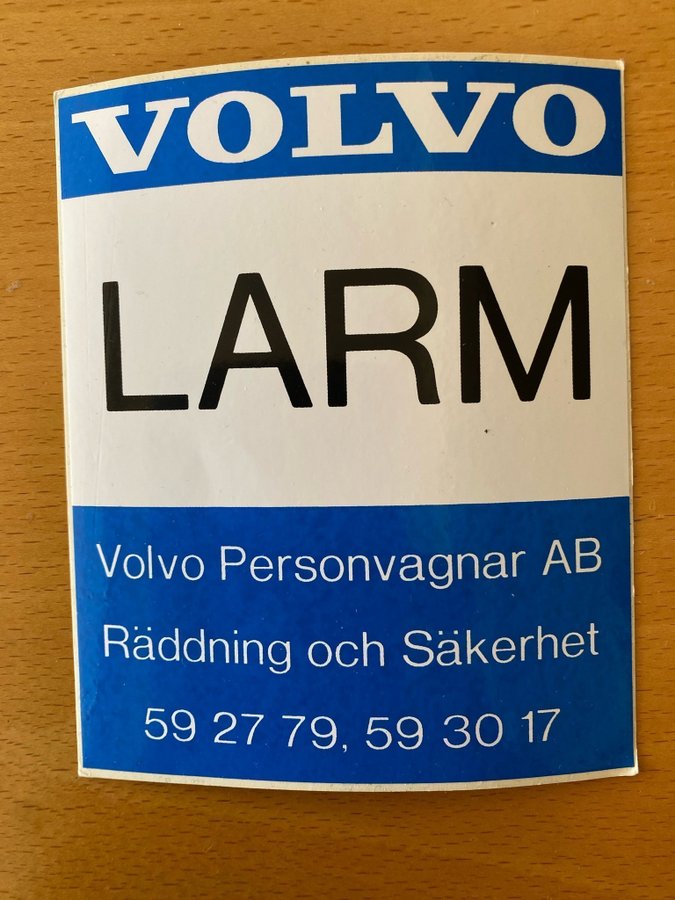 VOLVO
LARM
Volvo Personvagnar AB
Räddning och Säkerhet
59 27 79, 59 30 17